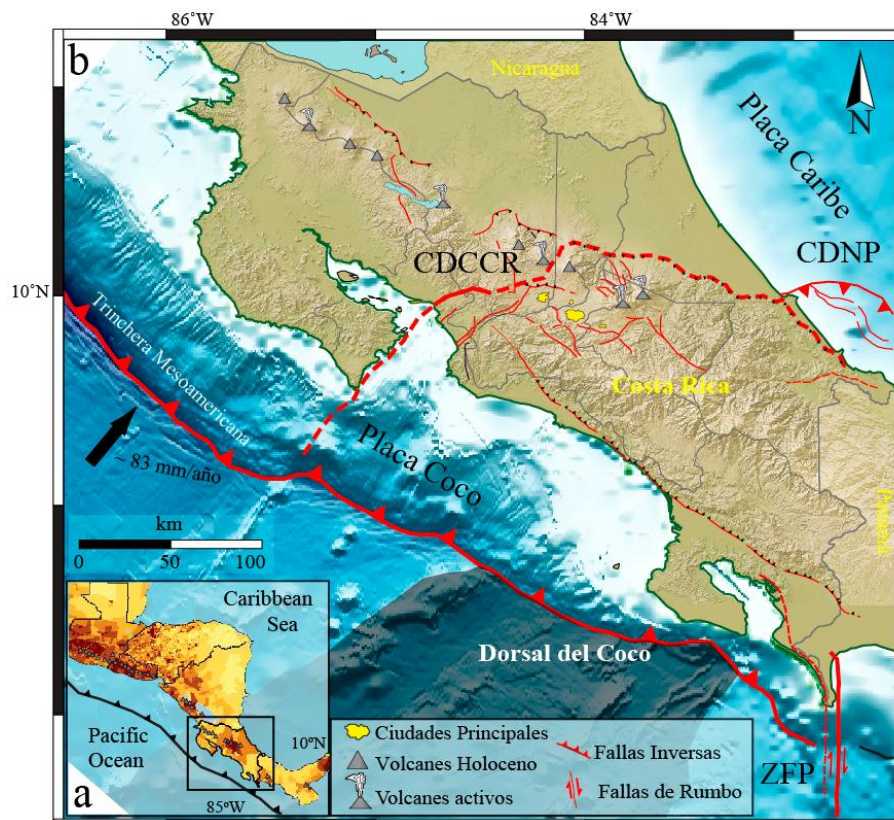 86°W
84°W
b
Nicaragua
N
Placa Caribe
CDNP
CDCCR
10°N
Trinchera Mesoamericana
Costa Rica
Placa Coco
~ 83 mm/año
Panamá
km
0 50 100
Caribbean
Sea
Dorsal del Coco
Pacific
Ocean
10°N
85°W
a
Ciudades Principales
Volcanes Holoceno
Volcanes activos
Fallas Inversas
Fallas de Rumbo
ZFP